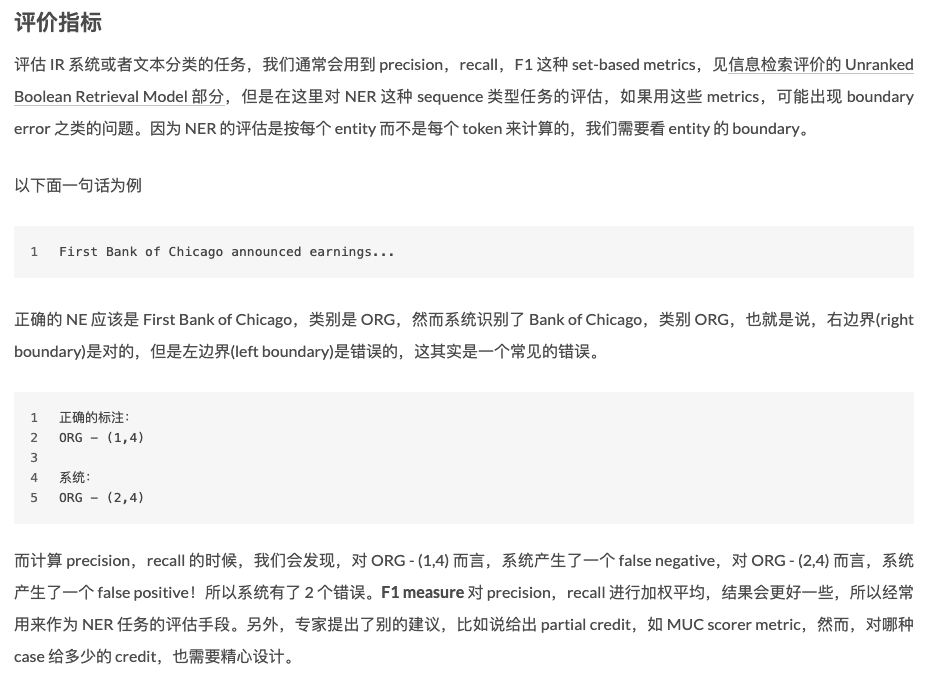 评价指标
评估 IR 系统或者文本分类的任务，我们通常会用到 precision，recall，F1 这种 set-based metrics，见信息检索评价的 Unranked
Boolean Retrieval Model 部分，但是在这里对 NER 这种 sequence 类型任务的评估，如果用这些 metrics，可能出现 boundary
error 之类的问题。因为 NER 的评估是按每个 entity 而不是每个 token 来计算的，我们需要看 entity 的 boundary。
以下面一句话为例
1 First Bank of Chicago announced earnings...
正确的 NE 应该是 First Bank of Chicago，类别是 ORG，然而系统识别了 Bank of Chicago，类别 ORG，也就是说，右边界(right
boundary)是对的，但是左边界(left boundary)是错误的，这其实是一个常见的错误。
1 正确的标注：
2 ORG - (1,4)
3
4 系统：
5 ORG - (2,4)
而计算 precision，recall 的时候，我们会发现，对 ORG - (1,4) 而言，系统产生了一个 false negative，对 ORG - (2,4) 而言，系统
产生了一个 false positive！所以系统有了 2 个错误。F1 measure 对 precision，recall 进行加权平均，结果会更好一些，所以经常
用来作为 NER 任务的评估手段。另外，专家提出了别的建议，比如说给出 partial credit，如 MUC scorer metric，然而，对哪种
case 给多少的 credit，也需要精心设计。